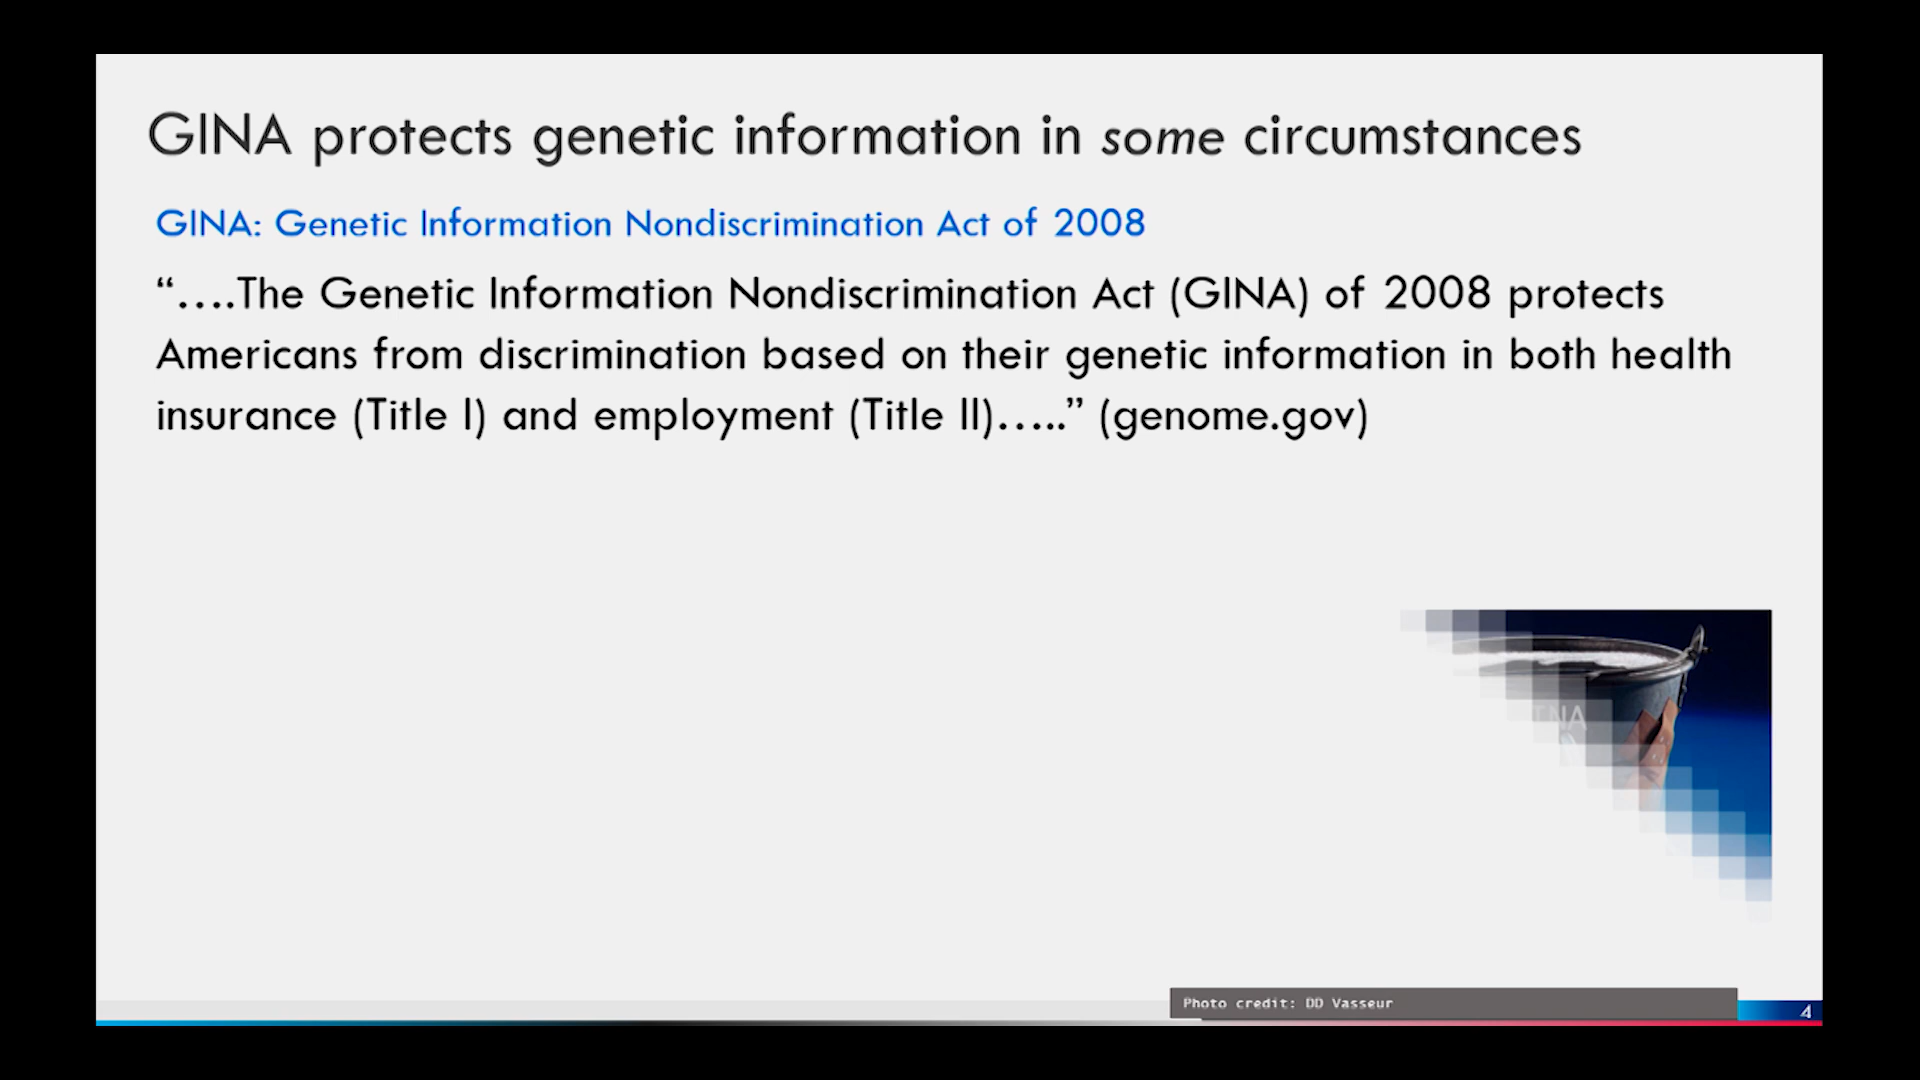 GINA protects genetic information in some circumstances
GINA: Genetic Information Nondiscrimination Act of 2008
“….The Genetic Information Nondiscrimination Act (GINA) of 2008 protects
Americans from discrimination based on their genetic information in both health
insurance (Title I) and employment (Title II)…..” (genome.gov)
Photo credit: DD Vasseur
4